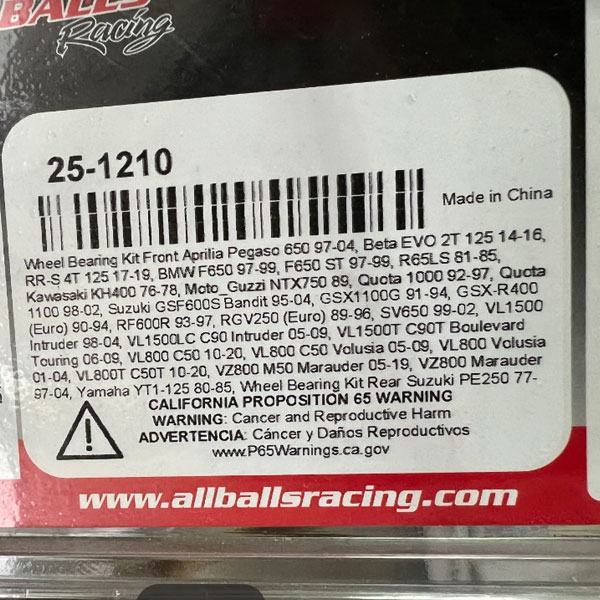 BALLS
Racing
25-1210
Made in China
Wheel Bearing Kit Front Aprilia Pegaso 650 97-04, Beta EVO 2T 125 14-16,
RR-S 4T 125 17-19, BMW F650 97-99, F650 ST 97-99, R65LS 81-85,
Kawasaki KH400 76-78, Moto_Guzzi NTX750 89, Quota 1000 92-97, Quota
1100 98-02, Suzuki GSF600S Bandit 95-04, GSX1100G 91-94, GSX-R400
(Euro) 90-94, RF600R 93-97, RGV250 (Euro) 89-96, SV650 99-02, VL1500
Intruder 98-04, VL1500LC C90 Intruder 05-09, VL1500T C90T Boulevard
Touring 06-09, VL800 C50 10-20, VL800 C50 Volusia 05-09, VL800 Volusia
01-04, VL800T C50T 10-20, VZ800 M50 Marauder 05-19, VZ800 Marauder
97-04, Yamaha YT1-125 80-85, Wheel Bearing Kit Rear Suzuki PE250 77-
CALIFORNIA PROPOSITION 65 WARNING
WARNING: Cancer and Reproductive Harm
ADVERTENCIA: Cáncer y Daños Reproductivos
www.P65Warnings.ca.gov
www.allballsracing.com